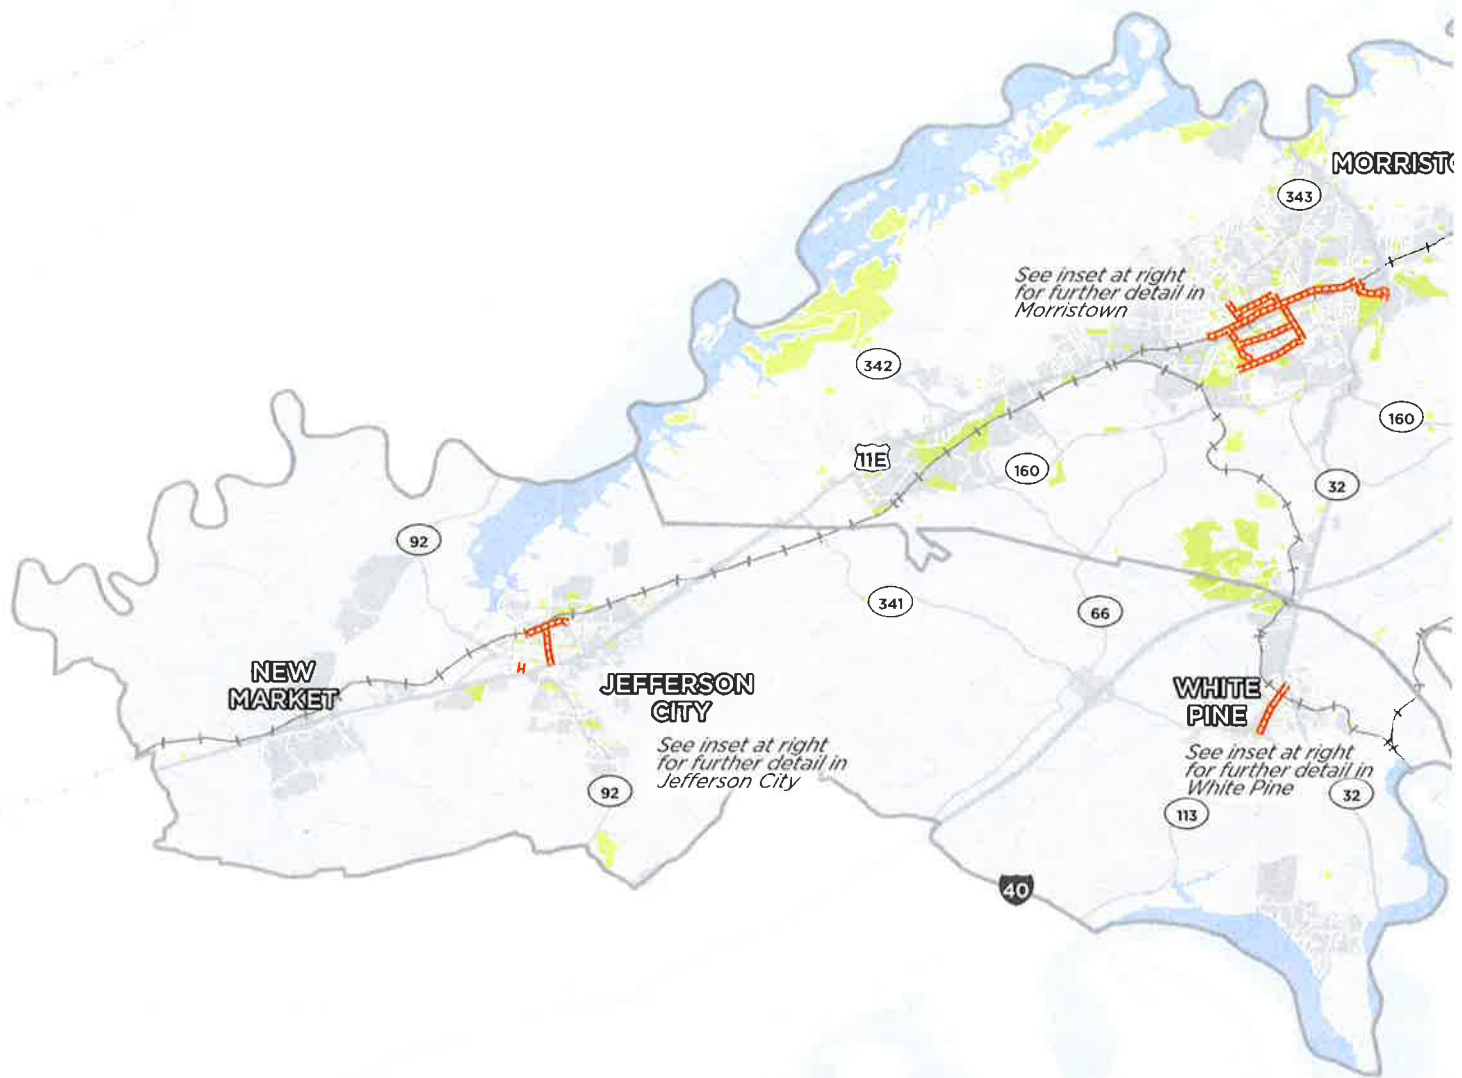 MORRISTO
343
See inset at right
for further detail in
Morristown
342
160
11E
160
32
92
341
66
NEW
MARKET
H
JEFFERSON
CITY
WHITE
PINE
See inset at right
for further detail in
Jefferson City
See inset at right
for further detail in
White Pine
92
32
113
40